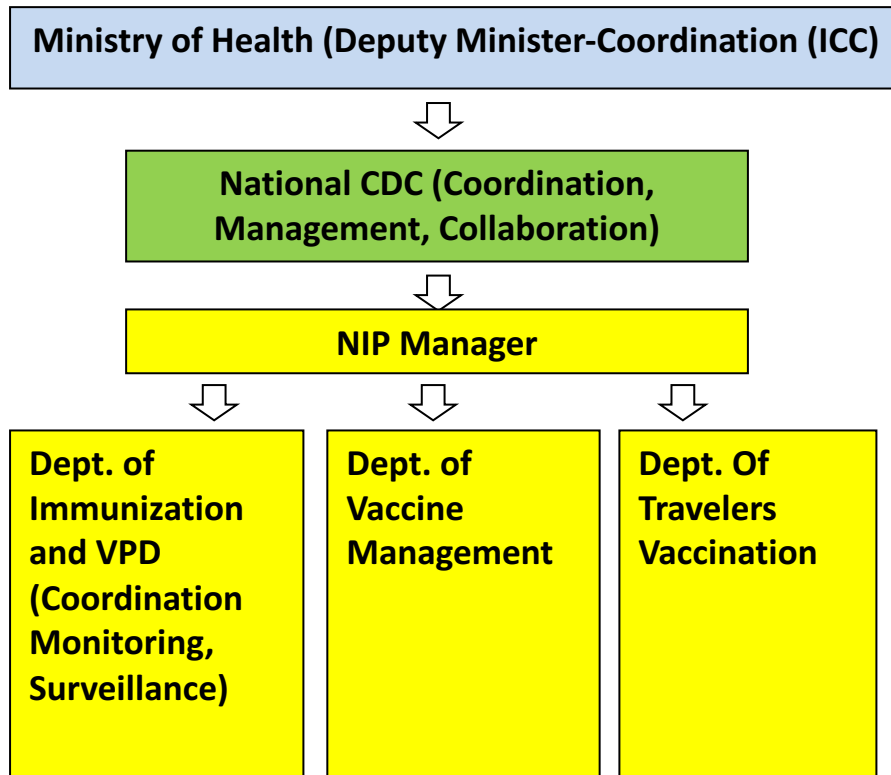 Ministry of Health (Deputy Minister-Coordination (ICC)
National CDC (Coordination,
Management, Collaboration)
NIP Manager
Dept. of
Immunization
and VPD
(Coordination
Monitoring,
Surveillance)
Dept. of
Vaccine
Management
Dept. Of
Travelers
Vaccination